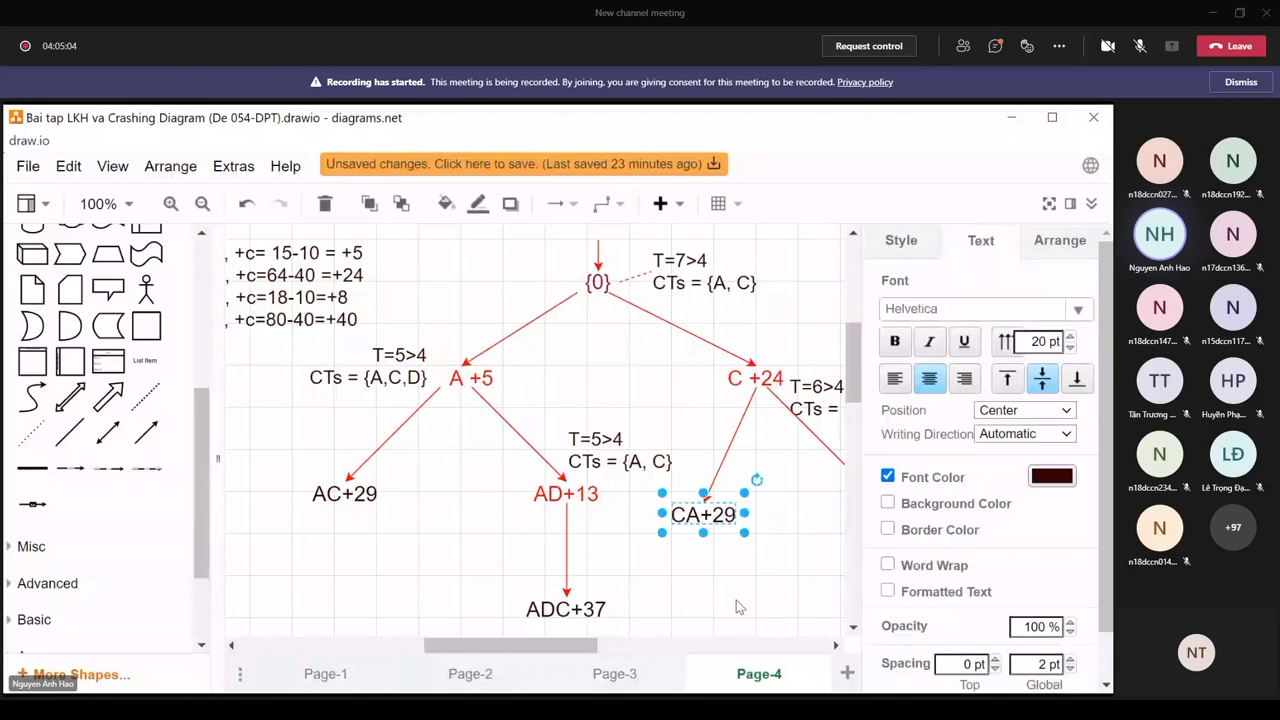 New channel meeting
04:05:04
Request control
Leave
Recording has started. This meeting is being recorded. By joining, you are giving consent for this meeting to be recorded. Privacy policy
Dismiss
Bai tap LKH va Crashing Diagram (De 054-DPT).drawio - diagrams.net
draw.io
File Edit View Arrange Extras Help
Unsaved changes. Click here to save. (Last saved 23 minutes ago)
100%
, +c= 15-10 = +5
, +c=64-40 =+24
, +c=18-10=+8
, +c=80-40=+40
{0}
T=7>4
CTs = {A, C}
T=5>4
CTs = {A,C,D}
A +5
C +24
T=6>4
CTs =
T=5>4
CTs = {A, C}
AC+29
AD+13
CA+29
ADC+37
List Item
Misc
Advanced
Basic
More Shapes...
Nguyen Anh Hao
Page-1
Page-2
Page-3
Page-4
Style
Text
Arrange
Font
Helvetica
B I U
20 pt
Position
Center
Writing Direction
Automatic
Font Color
Background Color
Border Color
Word Wrap
Formatted Text
Opacity
100 %
Spacing
0 pt
2 pt
Top
Global
N
n18dccn027...
N
n18dccn192...
NH
Nguyen Anh Hao
N
n17dccn136...
N
n18dccn147...
N
n15dccn117...
TT
Tân Trương ...
HP
Huyền Phạ...
N
n18dccn234...
LĐ
Lê Trọng Đạ...
N
n18dccn014...
+97
NT